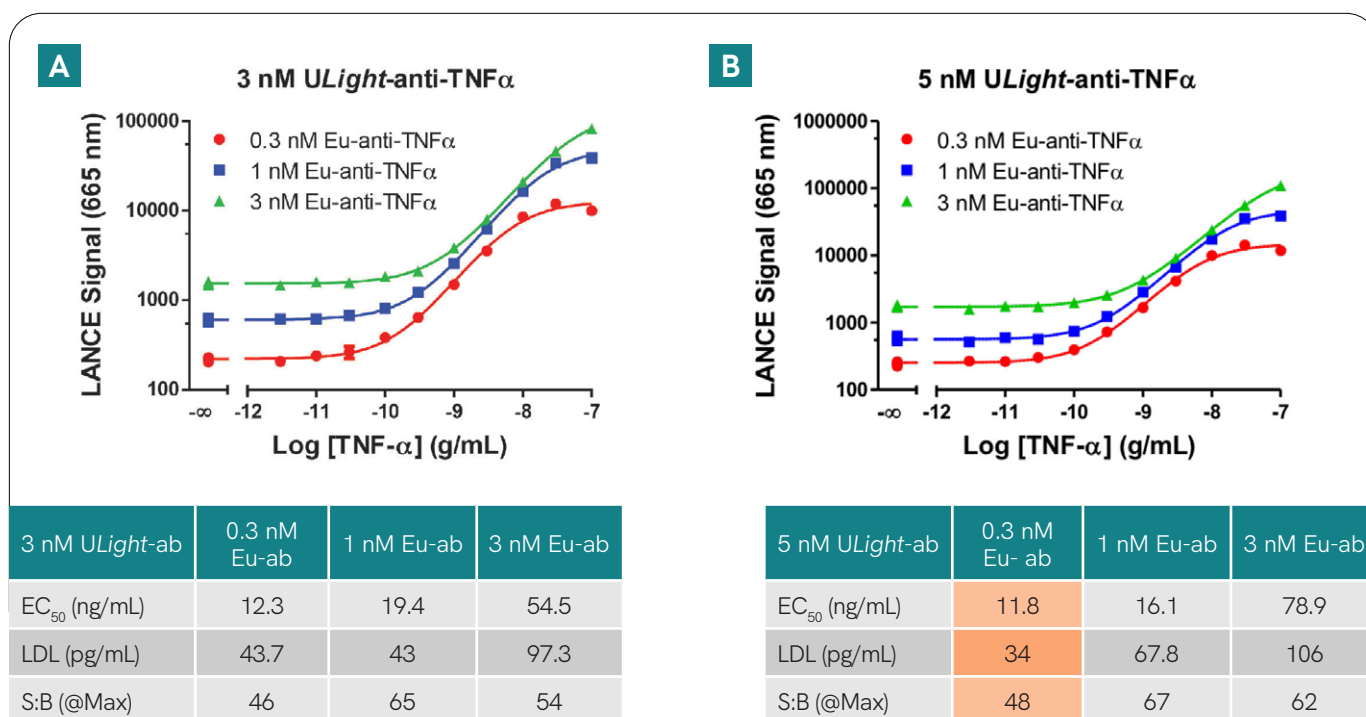 A
3 nM ULight-anti-TNFα
LANCE Signal (665 nm)
100000
10000
1000
100
0.3 nM Eu-anti-TNFα
1 nM Eu-anti-TNFα
3 nM Eu-anti-TNFα
-∞ -12 -11 -10 -9 -8 -7
Log [TNF-α] (g/mL)
B
5 nM ULight-anti-TNFα
LANCE Signal (665 nm)
1000000
100000
10000
1000
100
0.3 nM Eu-anti-TNFα
1 nM Eu-anti-TNFα
3 nM Eu-anti-TNFα
-∞ -12 -11 -10 -9 -8 -7
Log [TNF-α] (g/mL)
3 nM ULight-ab 0.3 nM Eu-ab 1 nM Eu-ab 3 nM Eu-ab
EC50 (ng/mL) 12.3 19.4 54.5
LDL (pg/mL) 43.7 43 97.3
S:B (@Max) 46 65 54
5 nM ULight-ab 0.3 nM Eu- ab 1 nM Eu-ab 3 nM Eu-ab
EC50 (ng/mL) 11.8 16.1 78.9
LDL (pg/mL) 34 67.8 106
S:B (@Max) 48 67 62